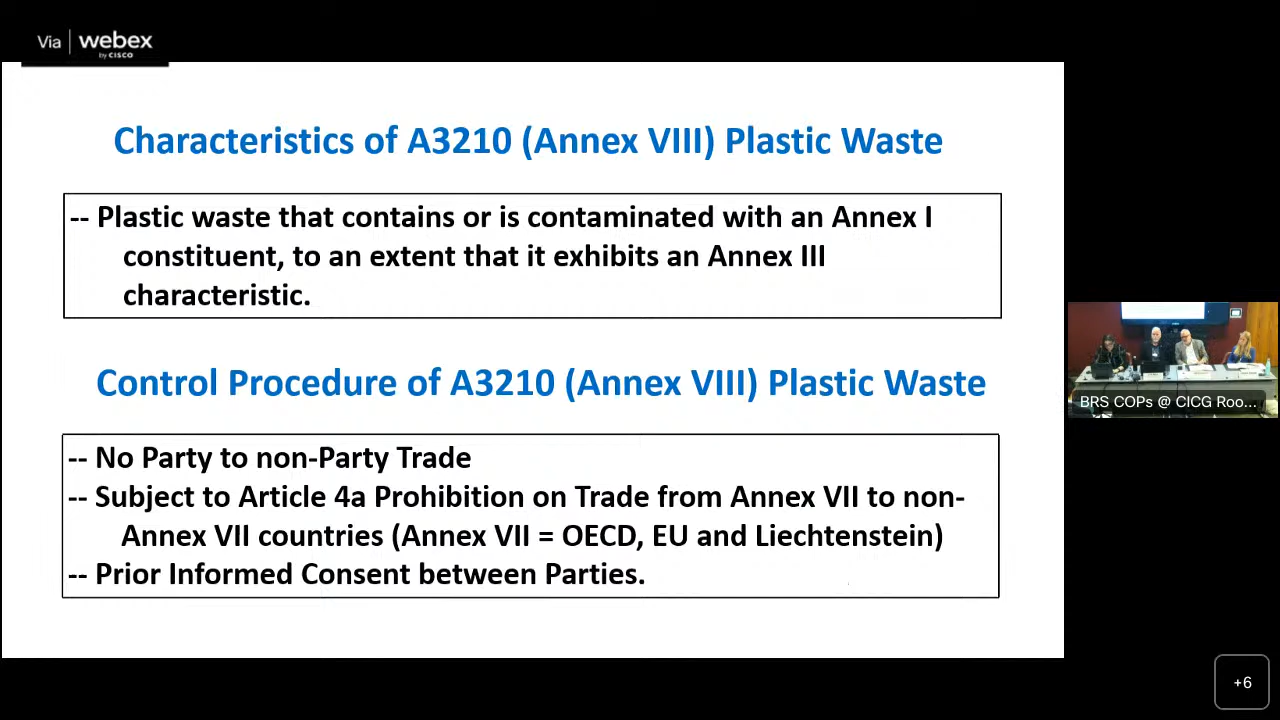 Via webex
by CISCO
Characteristics of A3210 (Annex VIII) Plastic Waste
-- Plastic waste that contains or is contaminated with an Annex I
constituent, to an extent that it exhibits an Annex III
characteristic.
Control Procedure of A3210 (Annex VIII) Plastic Waste
-- No Party to non-Party Trade
-- Subject to Article 4a Prohibition on Trade from Annex VII to non-
Annex VII countries (Annex VII = OECD, EU and Liechtenstein)
-- Prior Informed Consent between Parties.
BRS COPs @ CICG Roo...
+6